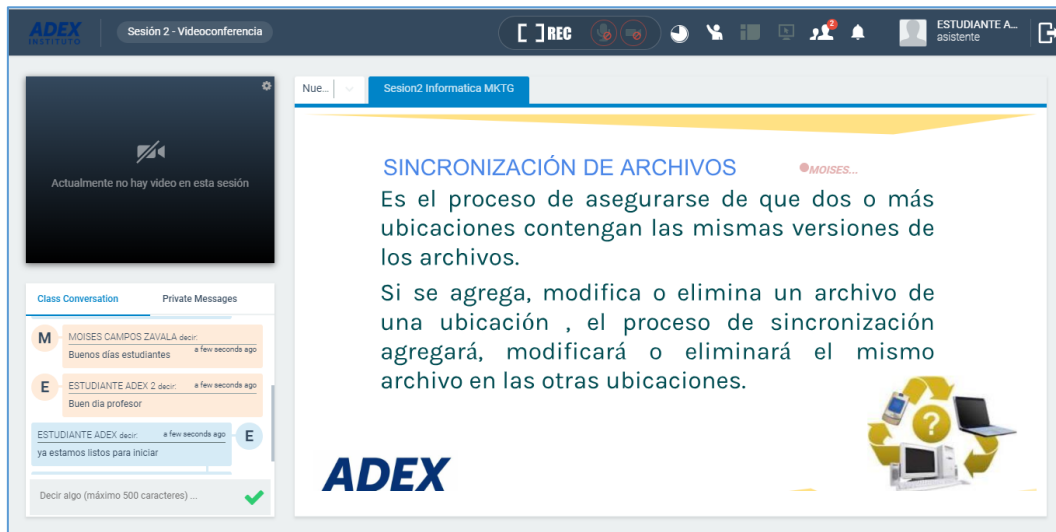 ADEX
INSTITUTO
Sesión 2 - Videoconferencia
[ ] REC
2
ESTUDIANTE A...
asistente
Actualmente no hay video en esta sesión
Class Conversation
Private Messages
M
MOISES CAMPOS ZAVALA decir:
Buenos días estudiantes
a few seconds ago
E
ESTUDIANTE ADEX 2 decir:
a few seconds ago
Buen dia profesor
ESTUDIANTE ADEX decir:
a few seconds ago
E
ya estamos listos para iniciar
Decir algo (máximo 500 caracteres) ...
Nue...
Sesion2 Informatica MKTG
SINCRONIZACIÓN DE ARCHIVOS
MOISES...
Es el proceso de asegurarse de que dos o más
ubicaciones contengan las mismas versiones de
los archivos.
Si se agrega, modifica o elimina un archivo de
una ubicación , el proceso de sincronización
agregará, modificará o eliminará el mismo
archivo en las otras ubicaciones.
?
ADEX